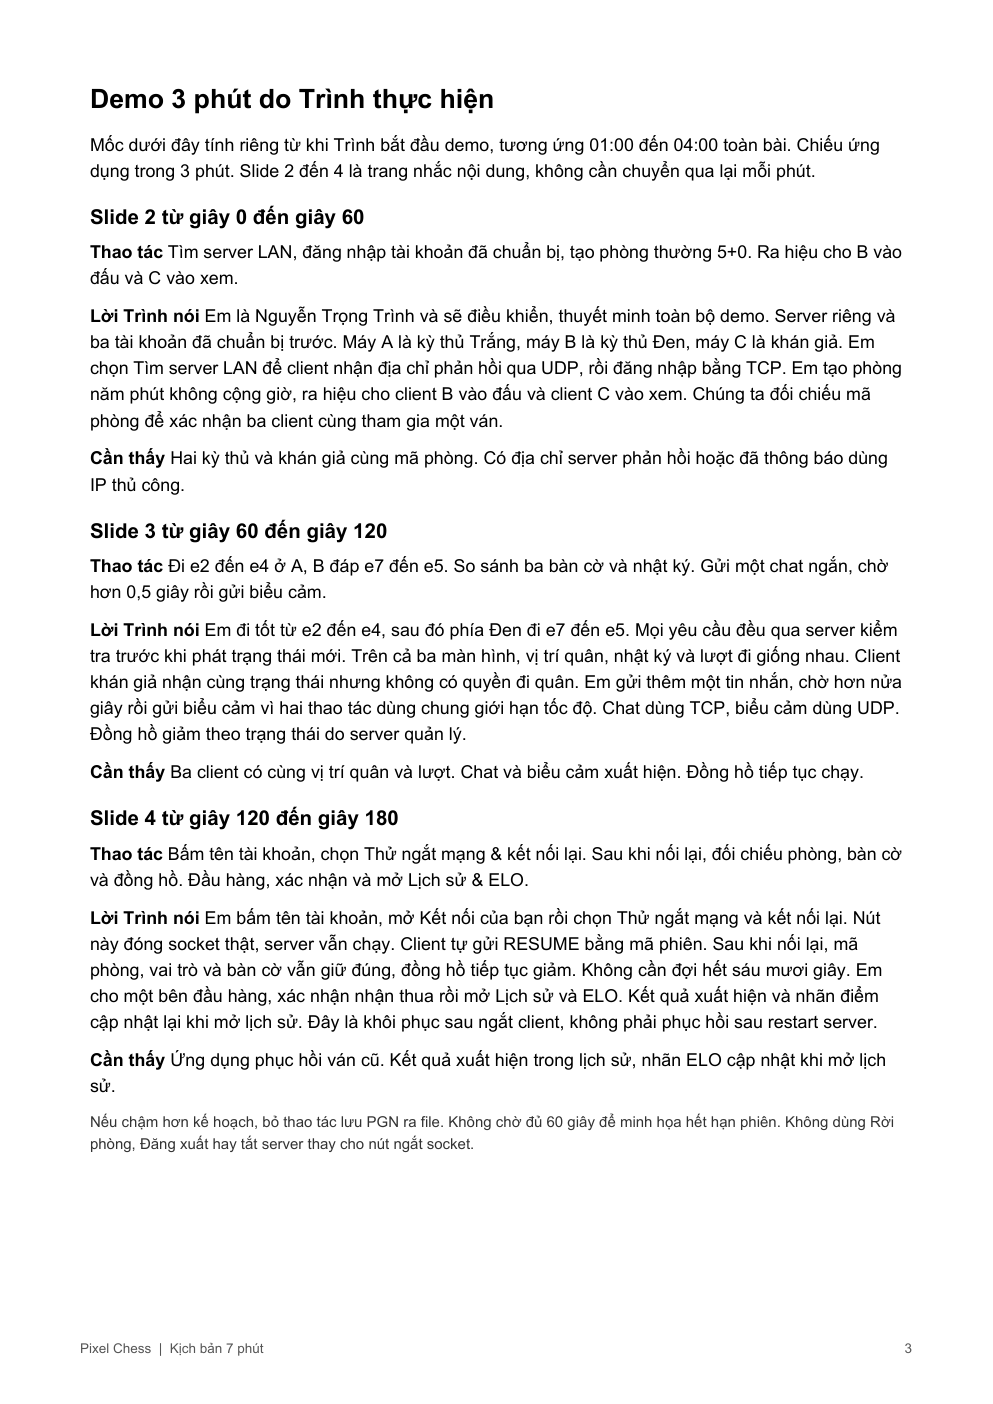 Demo 3 phút do Trình thực hiện
Mốc dưới đây tính riêng từ khi Trình bắt đầu demo, tương ứng 01:00 đến 04:00 toàn bài. Chiếu ứng
dụng trong 3 phút. Slide 2 đến 4 là trang nhắc nội dung, không cần chuyển qua lại mỗi phút.
Slide 2 từ giây 0 đến giây 60
Thao tác Tìm server LAN, đăng nhập tài khoản đã chuẩn bị, tạo phòng thường 5+0. Ra hiệu cho B vào
đấu và C vào xem.
Lời Trình nói Em là Nguyễn Trọng Trình và sẽ điều khiển, thuyết minh toàn bộ demo. Server riêng và
ba tài khoản đã chuẩn bị trước. Máy A là kỳ thủ Trắng, máy B là kỳ thủ Đen, máy C là khán giả. Em
chọn Tìm server LAN để client nhận địa chỉ phản hồi qua UDP, rồi đăng nhập bằng TCP. Em tạo phòng
năm phút không cộng giờ, ra hiệu cho client B vào đấu và client C vào xem. Chúng ta đối chiếu mã
phòng để xác nhận ba client cùng tham gia một ván.
Cần thấy Hai kỳ thủ và khán giả cùng mã phòng. Có địa chỉ server phản hồi hoặc đã thông báo dùng
IP thủ công.
Slide 3 từ giây 60 đến giây 120
Thao tác Đi e2 đến e4 ở A, B đáp e7 đến e5. So sánh ba bàn cờ và nhật ký. Gửi một chat ngắn, chờ
hơn 0,5 giây rồi gửi biểu cảm.
Lời Trình nói Em đi tốt từ e2 đến e4, sau đó phía Đen đi e7 đến e5. Mọi yêu cầu đều qua server kiểm
tra trước khi phát trạng thái mới. Trên cả ba màn hình, vị trí quân, nhật ký và lượt đi giống nhau. Client
khán giả nhận cùng trạng thái nhưng không có quyền đi quân. Em gửi thêm một tin nhắn, chờ hơn nửa
giây rồi gửi biểu cảm vì hai thao tác dùng chung giới hạn tốc độ. Chat dùng TCP, biểu cảm dùng UDP.
Đồng hồ giảm theo trạng thái do server quản lý.
Cần thấy Ba client có cùng vị trí quân và lượt. Chat và biểu cảm xuất hiện. Đồng hồ tiếp tục chạy.
Slide 4 từ giây 120 đến giây 180
Thao tác Bấm tên tài khoản, chọn Thử ngắt mạng & kết nối lại. Sau khi nối lại, đối chiếu phòng, bàn cờ
và đồng hồ. Đầu hàng, xác nhận và mở Lịch sử & ELO.
Lời Trình nói Em bấm tên tài khoản, mở Kết nối của bạn rồi chọn Thử ngắt mạng và kết nối lại. Nút
này đóng socket thật, server vẫn chạy. Client tự gửi RESUME bằng mã phiên. Sau khi nối lại, mã
phòng, vai trò và bàn cờ vẫn giữ đúng, đồng hồ tiếp tục giảm. Không cần đợi hết sáu mươi giây. Em
cho một bên đầu hàng, xác nhận nhận thua rồi mở Lịch sử và ELO. Kết quả xuất hiện và nhãn điểm
cập nhật lại khi mở lịch sử. Đây là khôi phục sau ngắt client, không phải phục hồi sau restart server.
Cần thấy Ứng dụng phục hồi ván cũ. Kết quả xuất hiện trong lịch sử, nhãn ELO cập nhật khi mở lịch
sử.
Nếu chậm hơn kế hoạch, bỏ thao tác lưu PGN ra file. Không chờ đủ 60 giây để minh họa hết hạn phiên. Không dùng Rời
phòng, Đăng xuất hay tắt server thay cho nút ngắt socket.
Pixel Chess | Kịch bản 7 phút
3